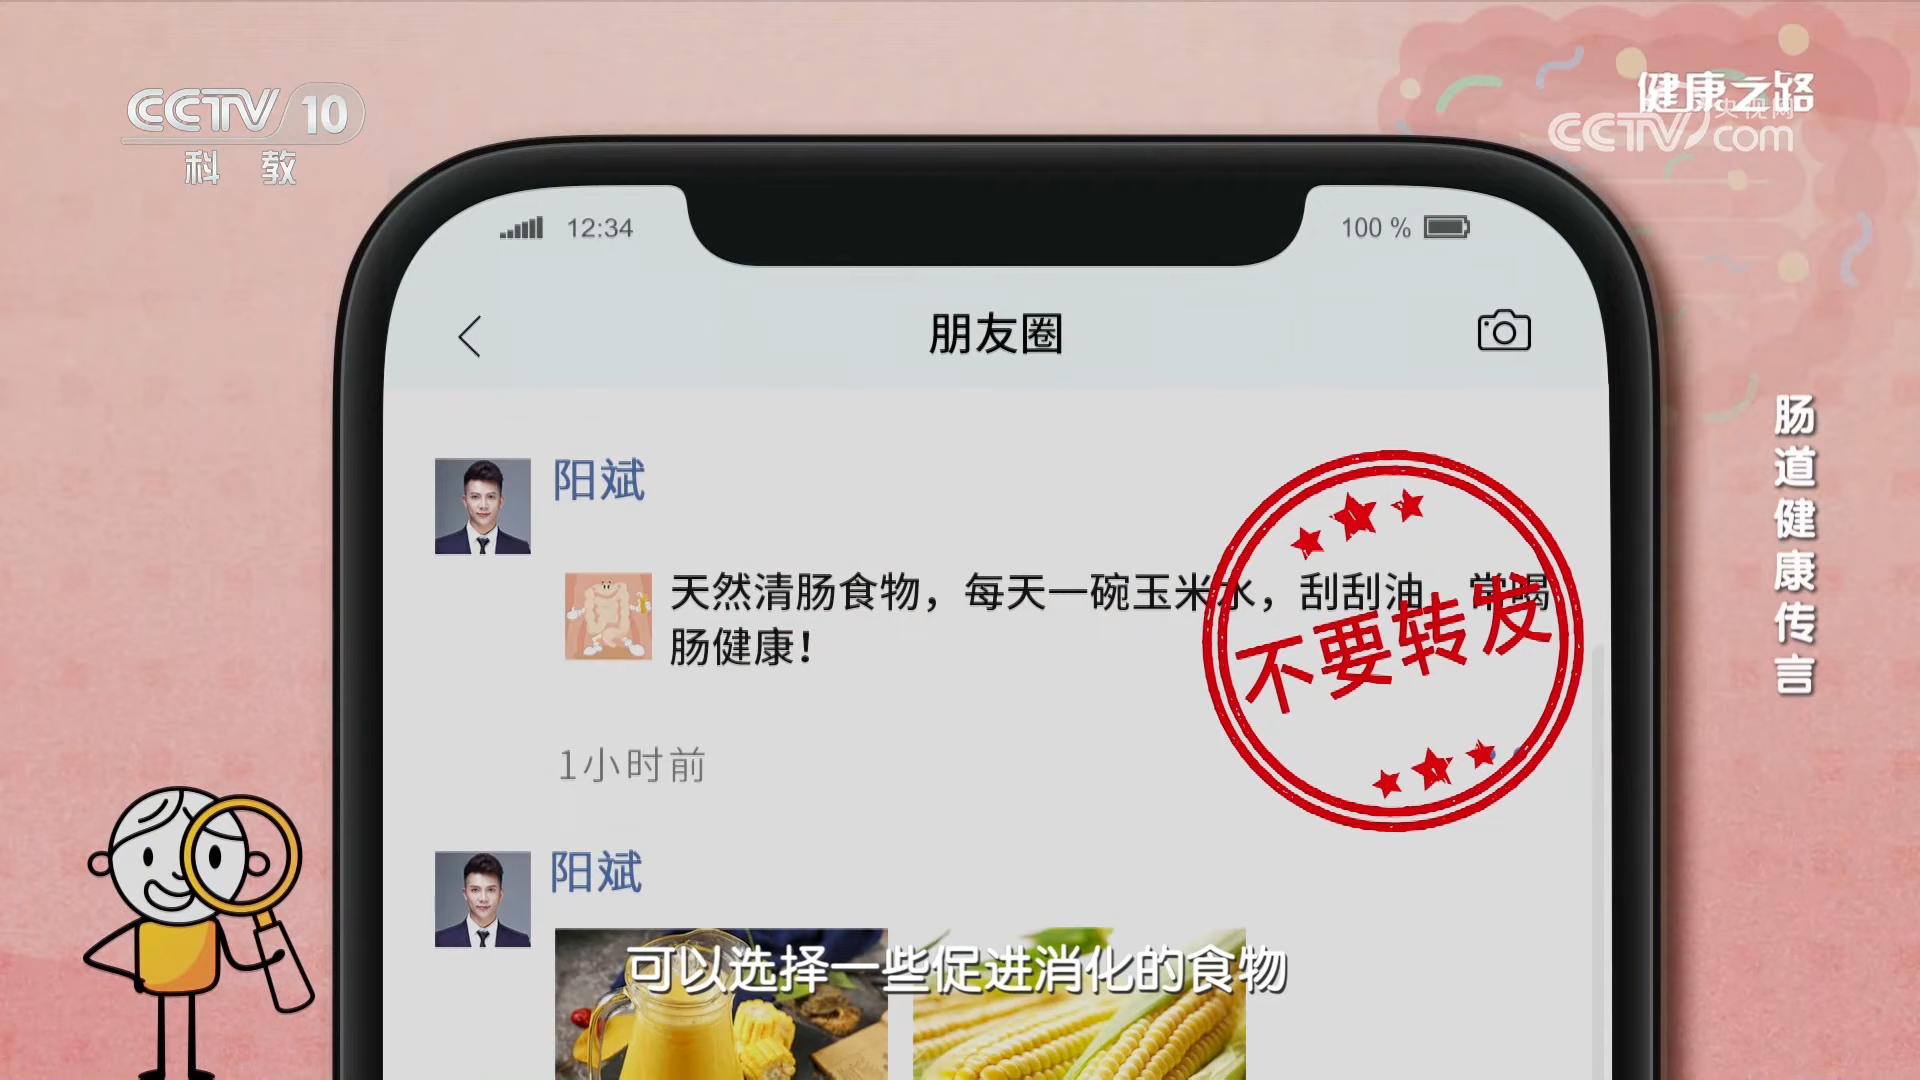 CCTV 10
科 教
健康之路
央视网
CCTV.com
12:34
100 %
朋友圈
阳斌
天然清肠食物，每天一碗玉米水，刮刮油，常喝
肠健康！
不要转发
1小时前
阳斌
可以选择一些促进消化的食物
肠道健康传言